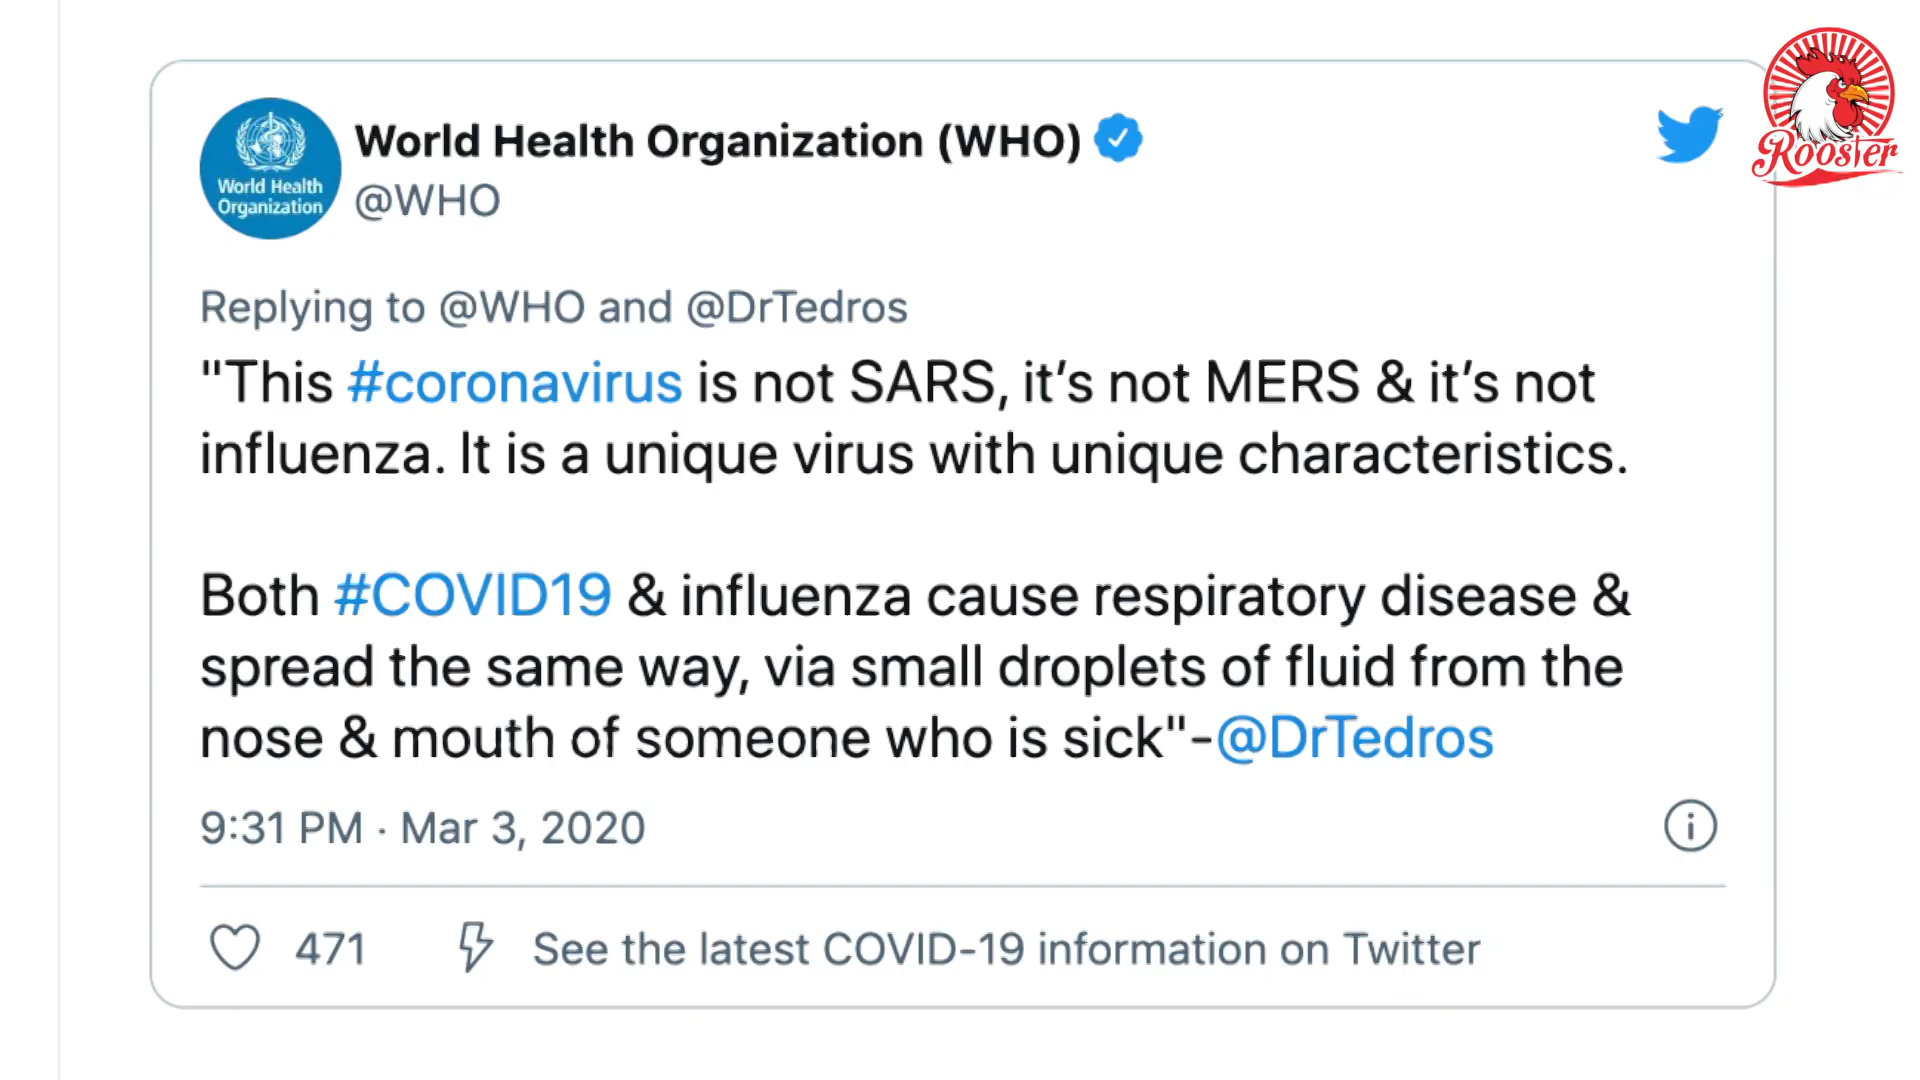 World Health Organization (WHO)
@WHO
World Health
Organization
Rooster
Replying to @WHO and @DrTedros
"This #coronavirus is not SARS, it’s not MERS & it’s not
influenza. It is a unique virus with unique characteristics.
Both #COVID19 & influenza cause respiratory disease &
spread the same way, via small droplets of fluid from the
nose & mouth of someone who is sick"-@DrTedros
9:31 PM · Mar 3, 2020
471
See the latest COVID-19 information on Twitter